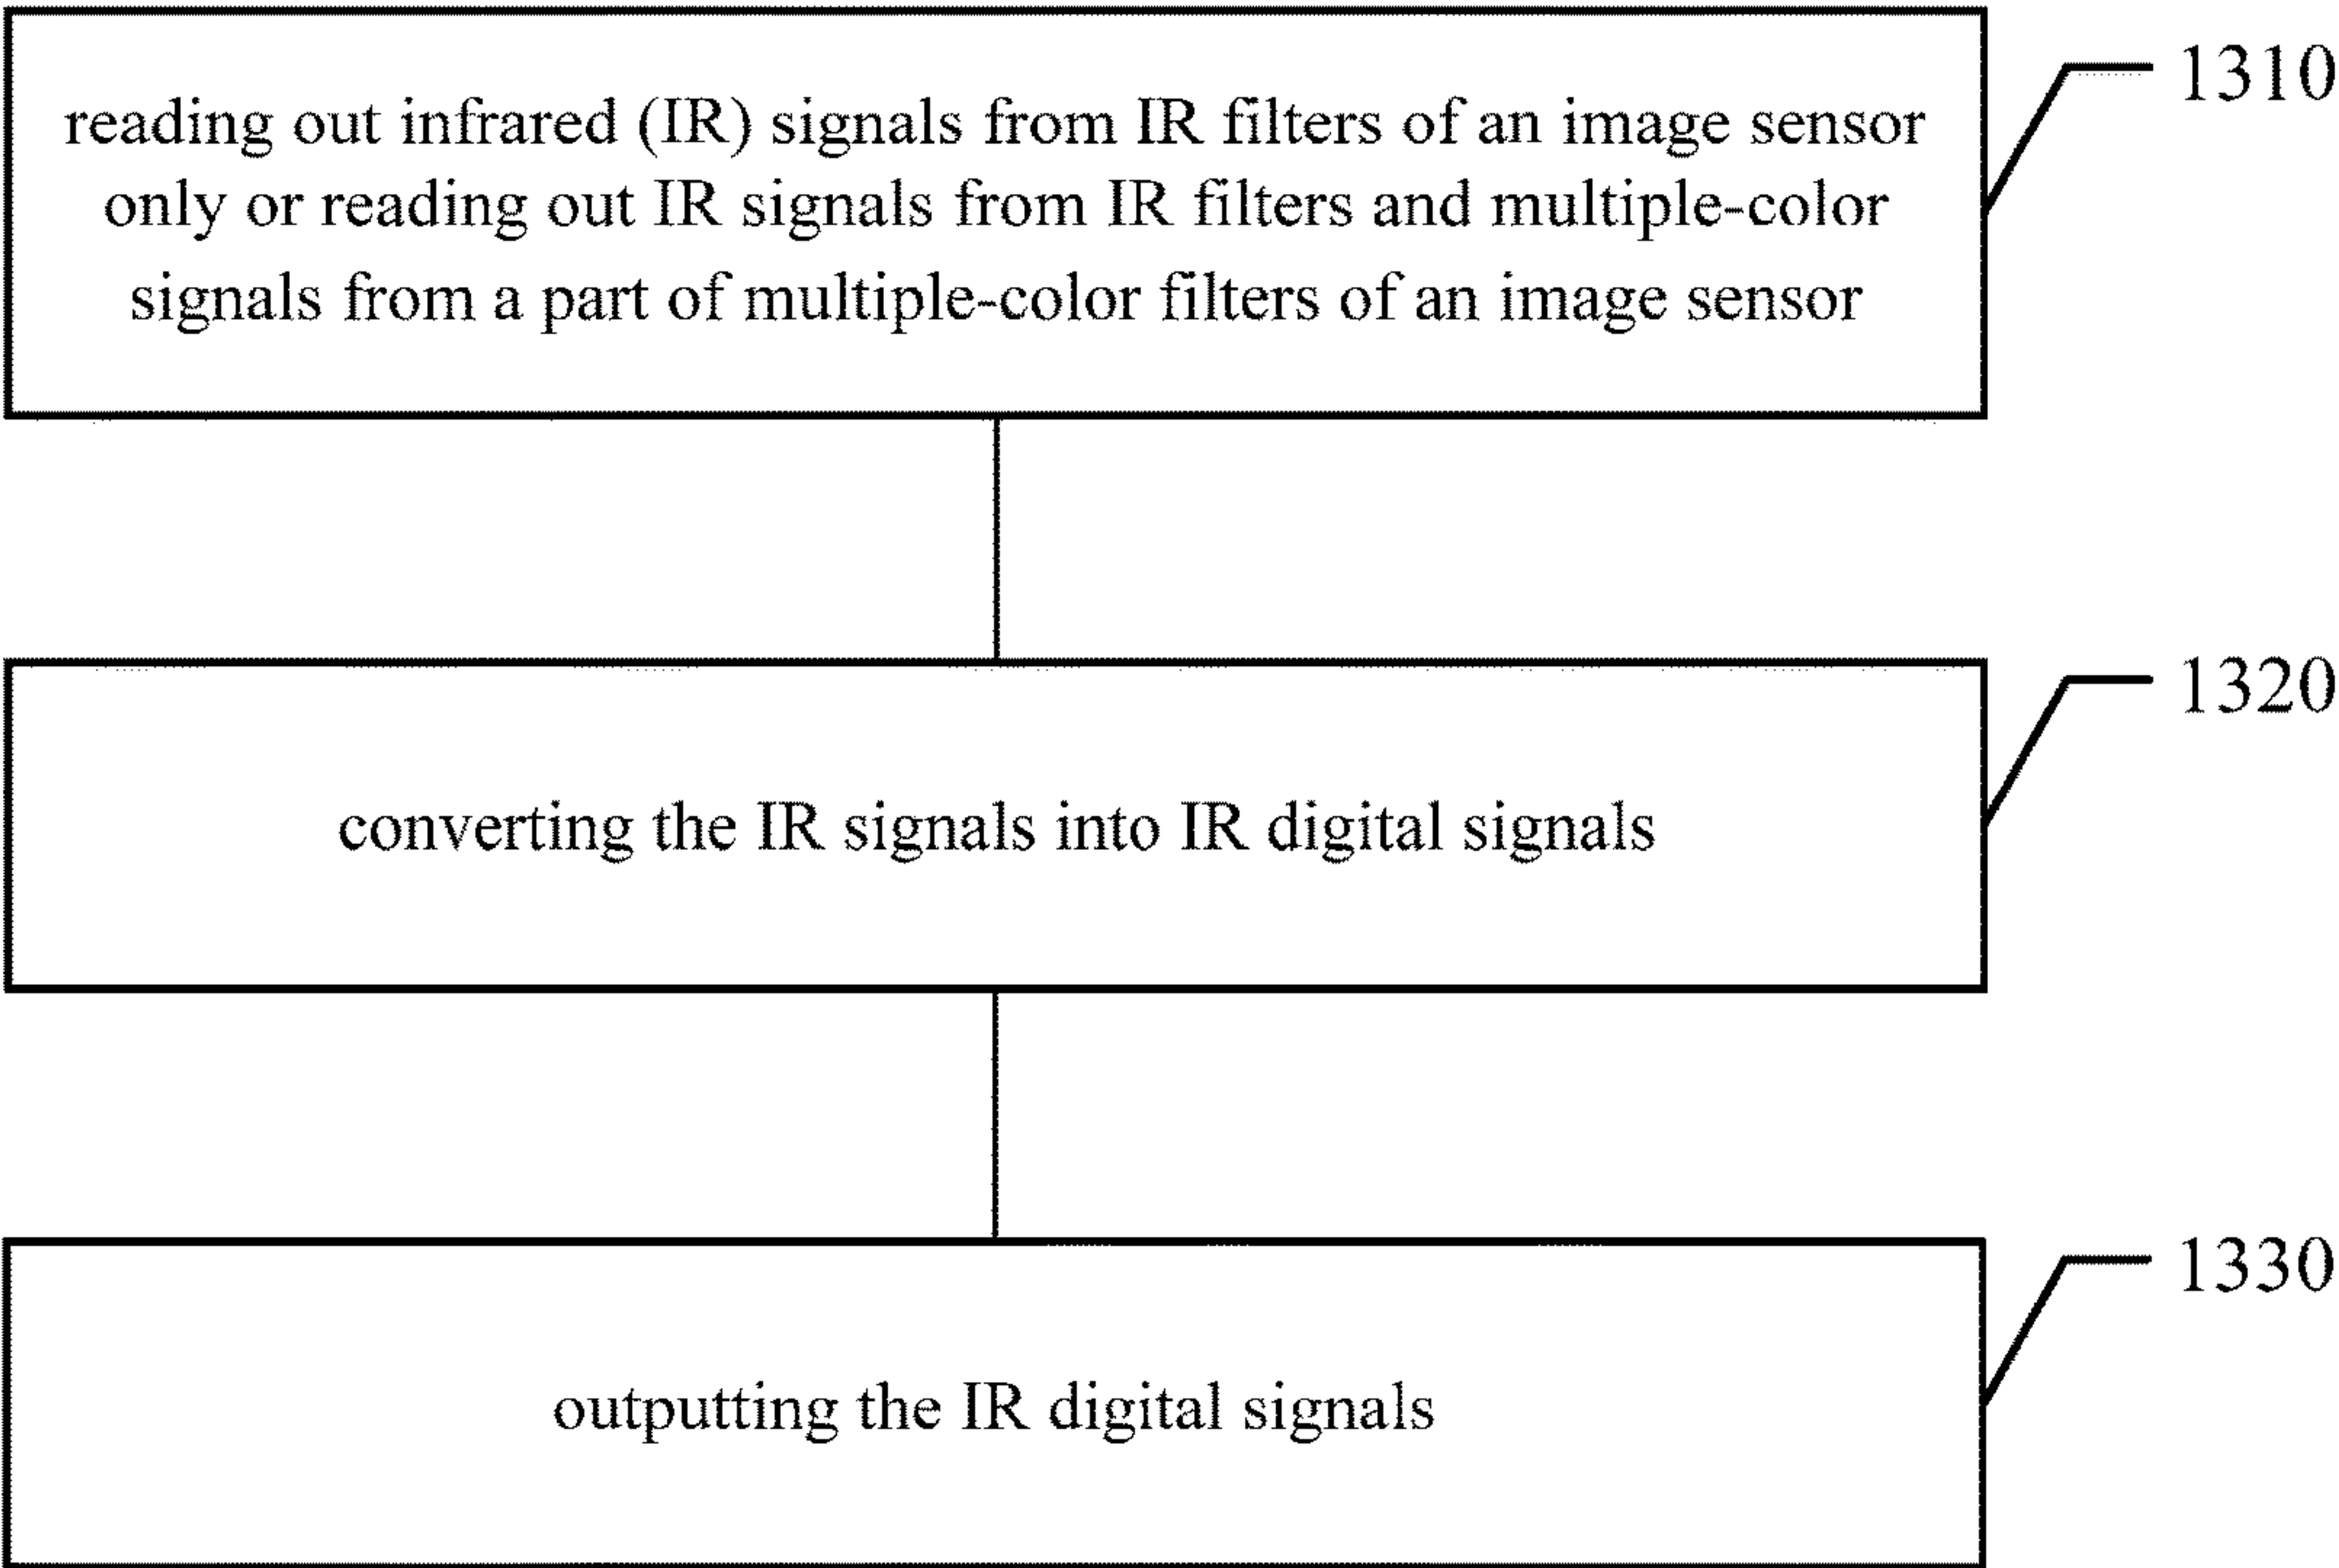 1310
reading out infrared (IR) signals from IR filters of an image sensor
only or reading out IR signals from IR filters and multiple-color
signals from a part of multiple-color filters of an image sensor
1320
converting the IR signals into IR digital signals
1330
outputting the IR digital signals